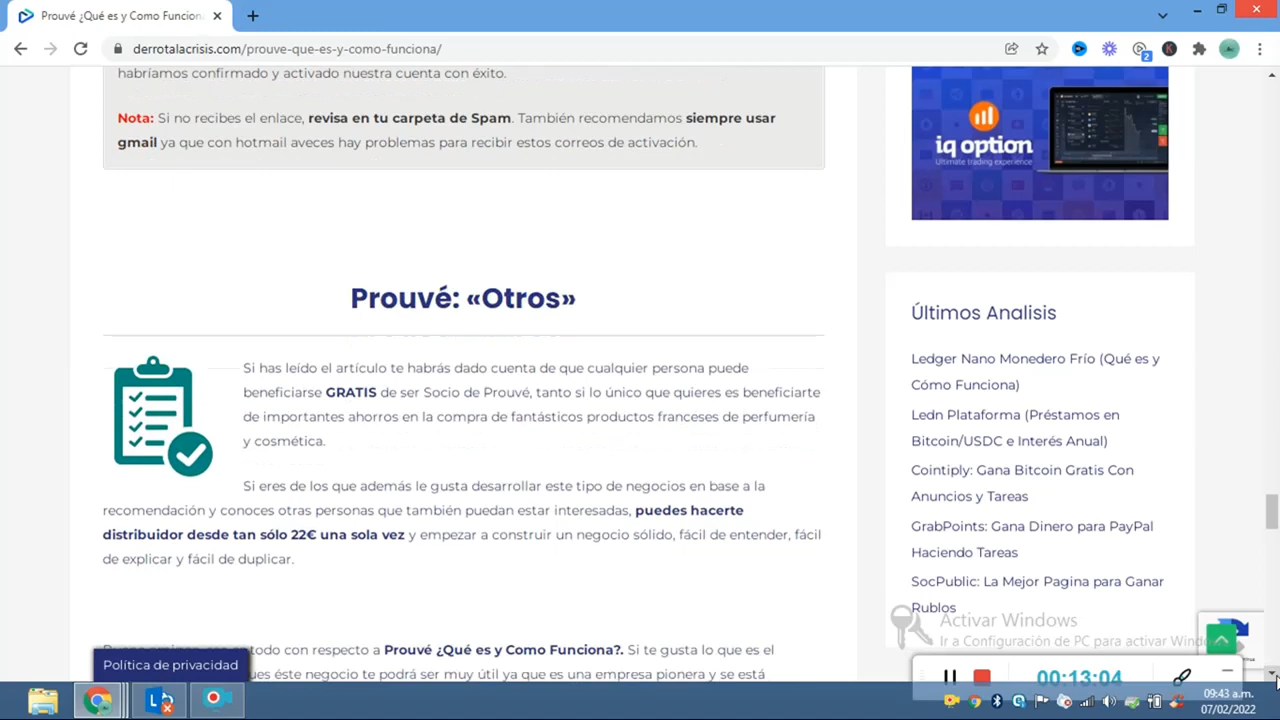 Prouvé ¿Qué es y Como Funcion
derrotalacrisis.com/prouve-que-es-y-como-funciona/
2
K
habríamos confirmado y activado nuestra cuenta con éxito.
Nota: Si no recibes el enlace, revisa en tu carpeta de Spam. También recomendamos siempre usar
gmail ya que con hotmail aveces hay problemas para recibir estos correos de activación.
iq option
Ultimate trading experience
Prouvé: «Otros»
Si has leído el artículo te habrás dado cuenta de que cualquier persona puede
beneficiarse GRATIS de ser Socio de Prouvé, tanto si lo único que quieres es beneficiarte
de importantes ahorros en la compra de fantásticos productos franceses de perfumería
y cosmética.
Si eres de los que además le gusta desarrollar este tipo de negocios en base a la
recomendación y conoces otras personas que también puedan estar interesadas, puedes hacerte
distribuidor desde tan sólo 22€ una sola vez y empezar a construir un negocio sólido, fácil de entender, fácil
de explicar y fácil de duplicar.
todo con respecto a Prouvé ¿Qué es y Como Funciona?. Si te gusta lo que es el
ues éste negocio te podrá ser muy útil ya que es una empresa pionera y se está
Últimos Analisis
Ledger Nano Monedero Frío (Qué es y
Cómo Funciona)
Ledn Plataforma (Préstamos en
Bitcoin/USDC e Interés Anual)
Cointiply: Gana Bitcoin Gratis Con
Anuncios y Tareas
GrabPoints: Gana Dinero para PayPal
Haciendo Tareas
SocPublic: La Mejor Pagina para Ganar
Rublos
Activar Windows
Ir a Configuración de PC para activar Wind
Política de privacidad
00:13:04
09:43 a.m.
07/02/2022